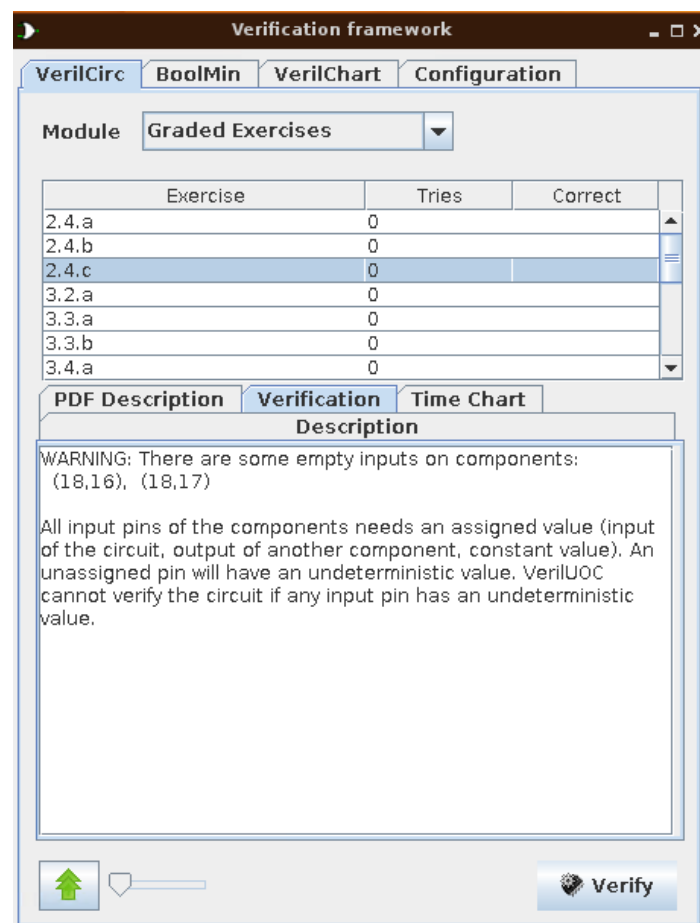 Verification framework
VerilCirc BoolMin VerilChart Configuration
Module Graded Exercises
Exercise Tries Correct
2.4.a 0
2.4.b 0
2.4.c 0
3.2.a 0
3.3.a 0
3.3.b 0
3.4.a 0
PDF Description Verification Time Chart
Description
WARNING: There are some empty inputs on components:
(18,16), (18,17)
All input pins of the components needs an assigned value (input
of the circuit, output of another component, constant value). An
unassigned pin will have an undeterministic value. VerilUOC
cannot verify the circuit if any input pin has an undeterministic
value.
Verify